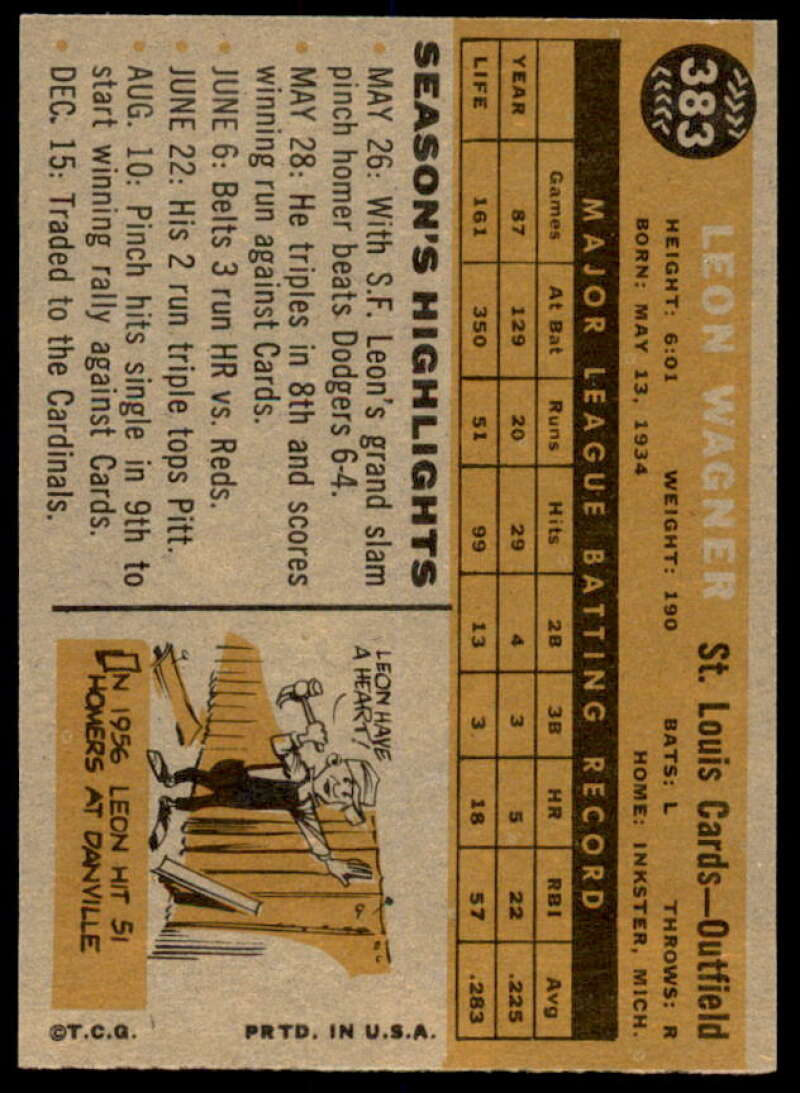 383
LEON WAGNER St. Louis Cards—Outfield
HEIGHT: 6:01 WEIGHT: 190 BATS: L THROWS: R
BORN: MAY 13, 1934 HOME: INKSTER, MICH.
MAJOR LEAGUE BATTING RECORD
Games At Bat Runs Hits 2B 3B HR RBI Avg
YEAR 87 129 20 29 4 3 5 22 .225
LIFE 161 350 51 99 13 3 18 57 .283
SEASON'S HIGHLIGHTS
• MAY 26: With S.F. Leon's grand slam
pinch homer beats Dodgers 6-4.
• MAY 28: He triples in 8th and scores
winning run against Cards.
• JUNE 6: Belts 3 run HR vs. Reds.
• JUNE 22: His 2 run triple tops Pitt.
• AUG. 10: Pinch hits single in 9th to
start winning rally against Cards.
• DEC. 15: Traded to the Cardinals.
LEON HAVE
A HEART!
IN 1956 LEON HIT 51
HOMERS AT DANVILLE
©T.C.G. PRTD. IN U.S.A.